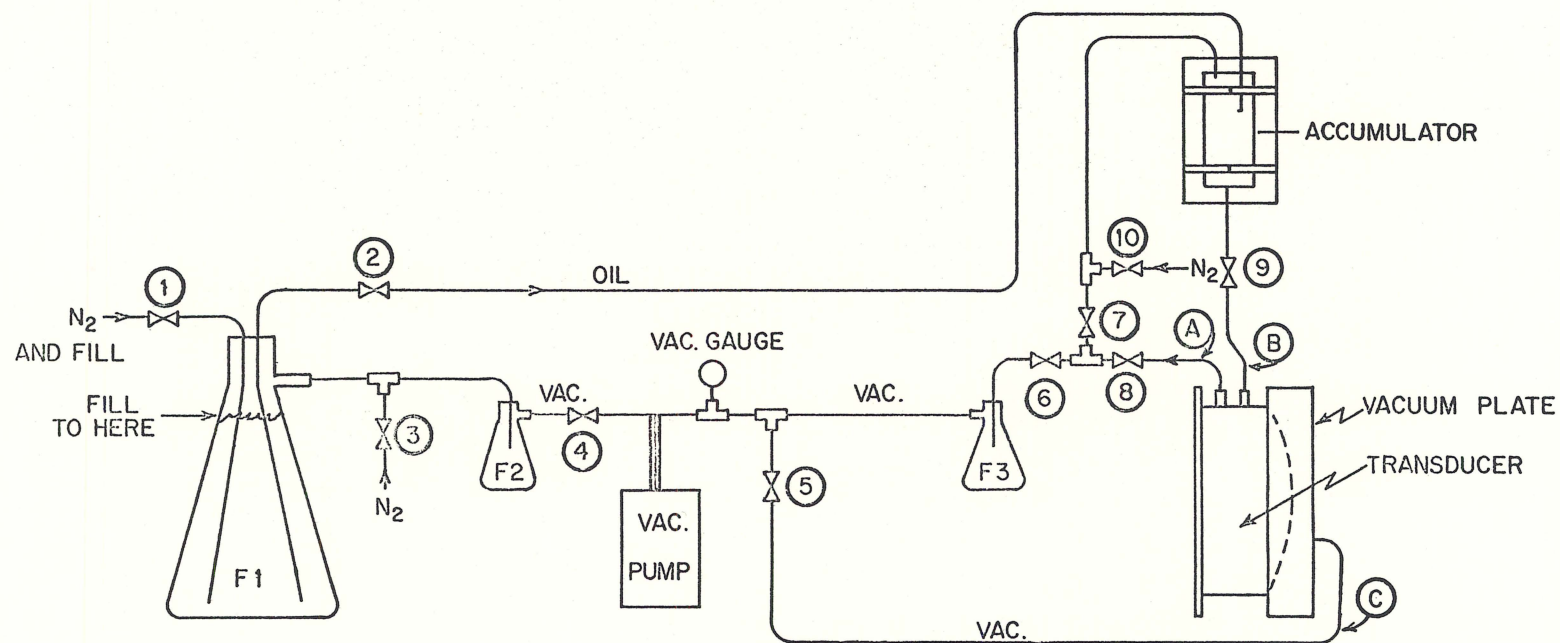 ACCUMULATOR
10
N2
9
2
OIL
1
N2
AND FILL
7
A
B
VAC. GAUGE
FILL
TO HERE
VAC.
VAC.
6
8
VACUUM PLATE
3
4
F2
5
F3
TRANSDUCER
N2
VAC.
PUMP
F1
C
VAC.